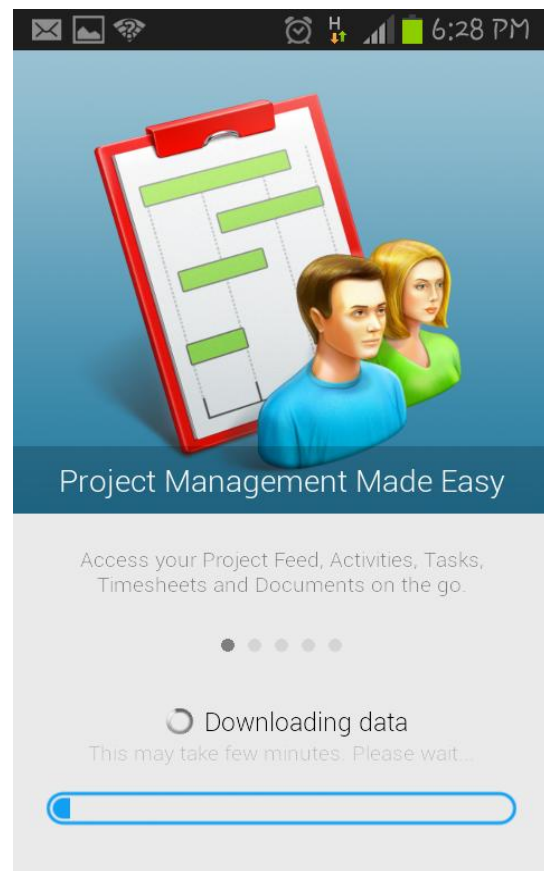 H 6:28 PM
Project Management Made Easy
Access your Project Feed, Activities, Tasks,
Timesheets and Documents on the go.
Downloading data
This may take few minutes. Please wait...